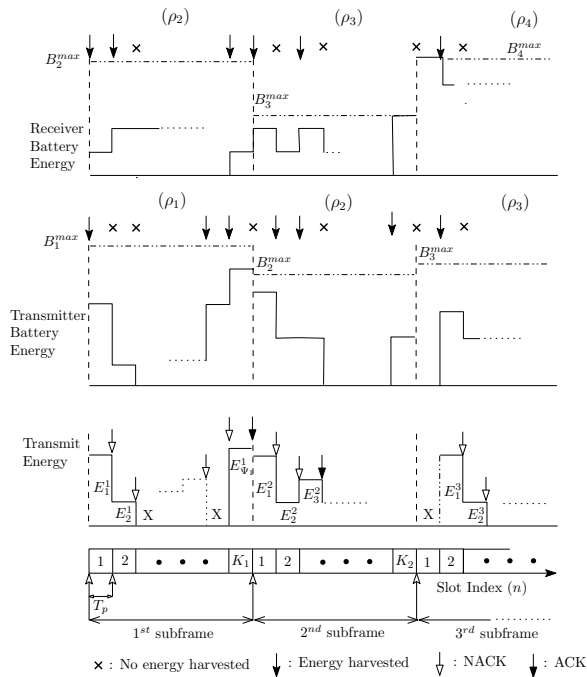 (ρ₂) (ρ₃) (ρ₄)
× × × × ×
B₂ᵐᵃˣ B₄ᵐᵃˣ
B₃ᵐᵃˣ
Receiver
Battery
Energy
(ρ₁) (ρ₂) (ρ₃)
× × × × × ×
B₁ᵐᵃˣ B₂ᵐᵃˣ B₃ᵐᵃˣ
Transmitter
Battery
Energy
Transmit
Energy
E₁¹ E₂¹ X X E_Ψ₁¹ E₁² E₂² E₃² X E₁³ E₂³
1 2 • • • K₁ 1 2 • • • K₂ 1 2 • • •
Slot Index (n)
Tₚ
1ˢᵗ subframe 2ⁿᵈ subframe 3ʳᵈ subframe
× : No energy harvested : Energy harvested : NACK : ACK